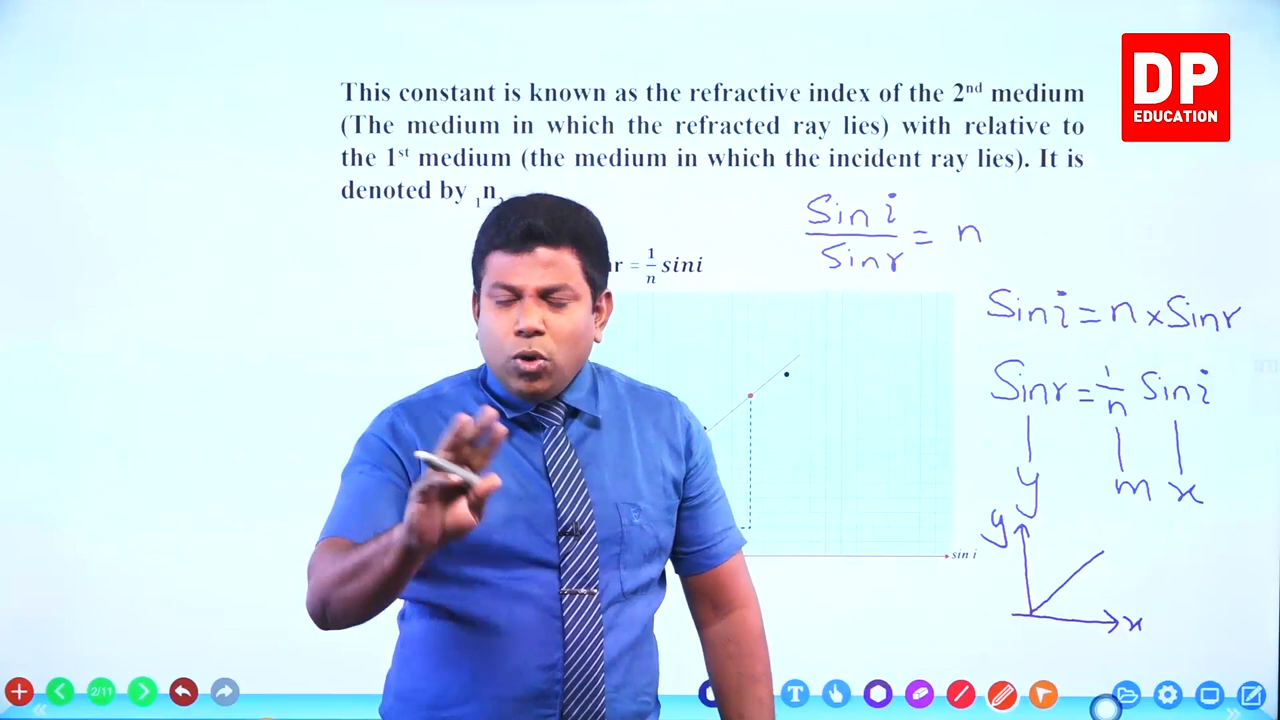 DP
EDUCATION
This constant is known as the refractive index of the 2nd medium
(The medium in which the refracted ray lies) with relative to
the 1st medium (the medium in which the incident ray lies). It is
denoted by ₁n
Sin i / Sin r = n
= 1/n sini
Sin i = n × Sin r
Sin r = 1/n Sin i
y m x
y
x
sin i
2/11
T